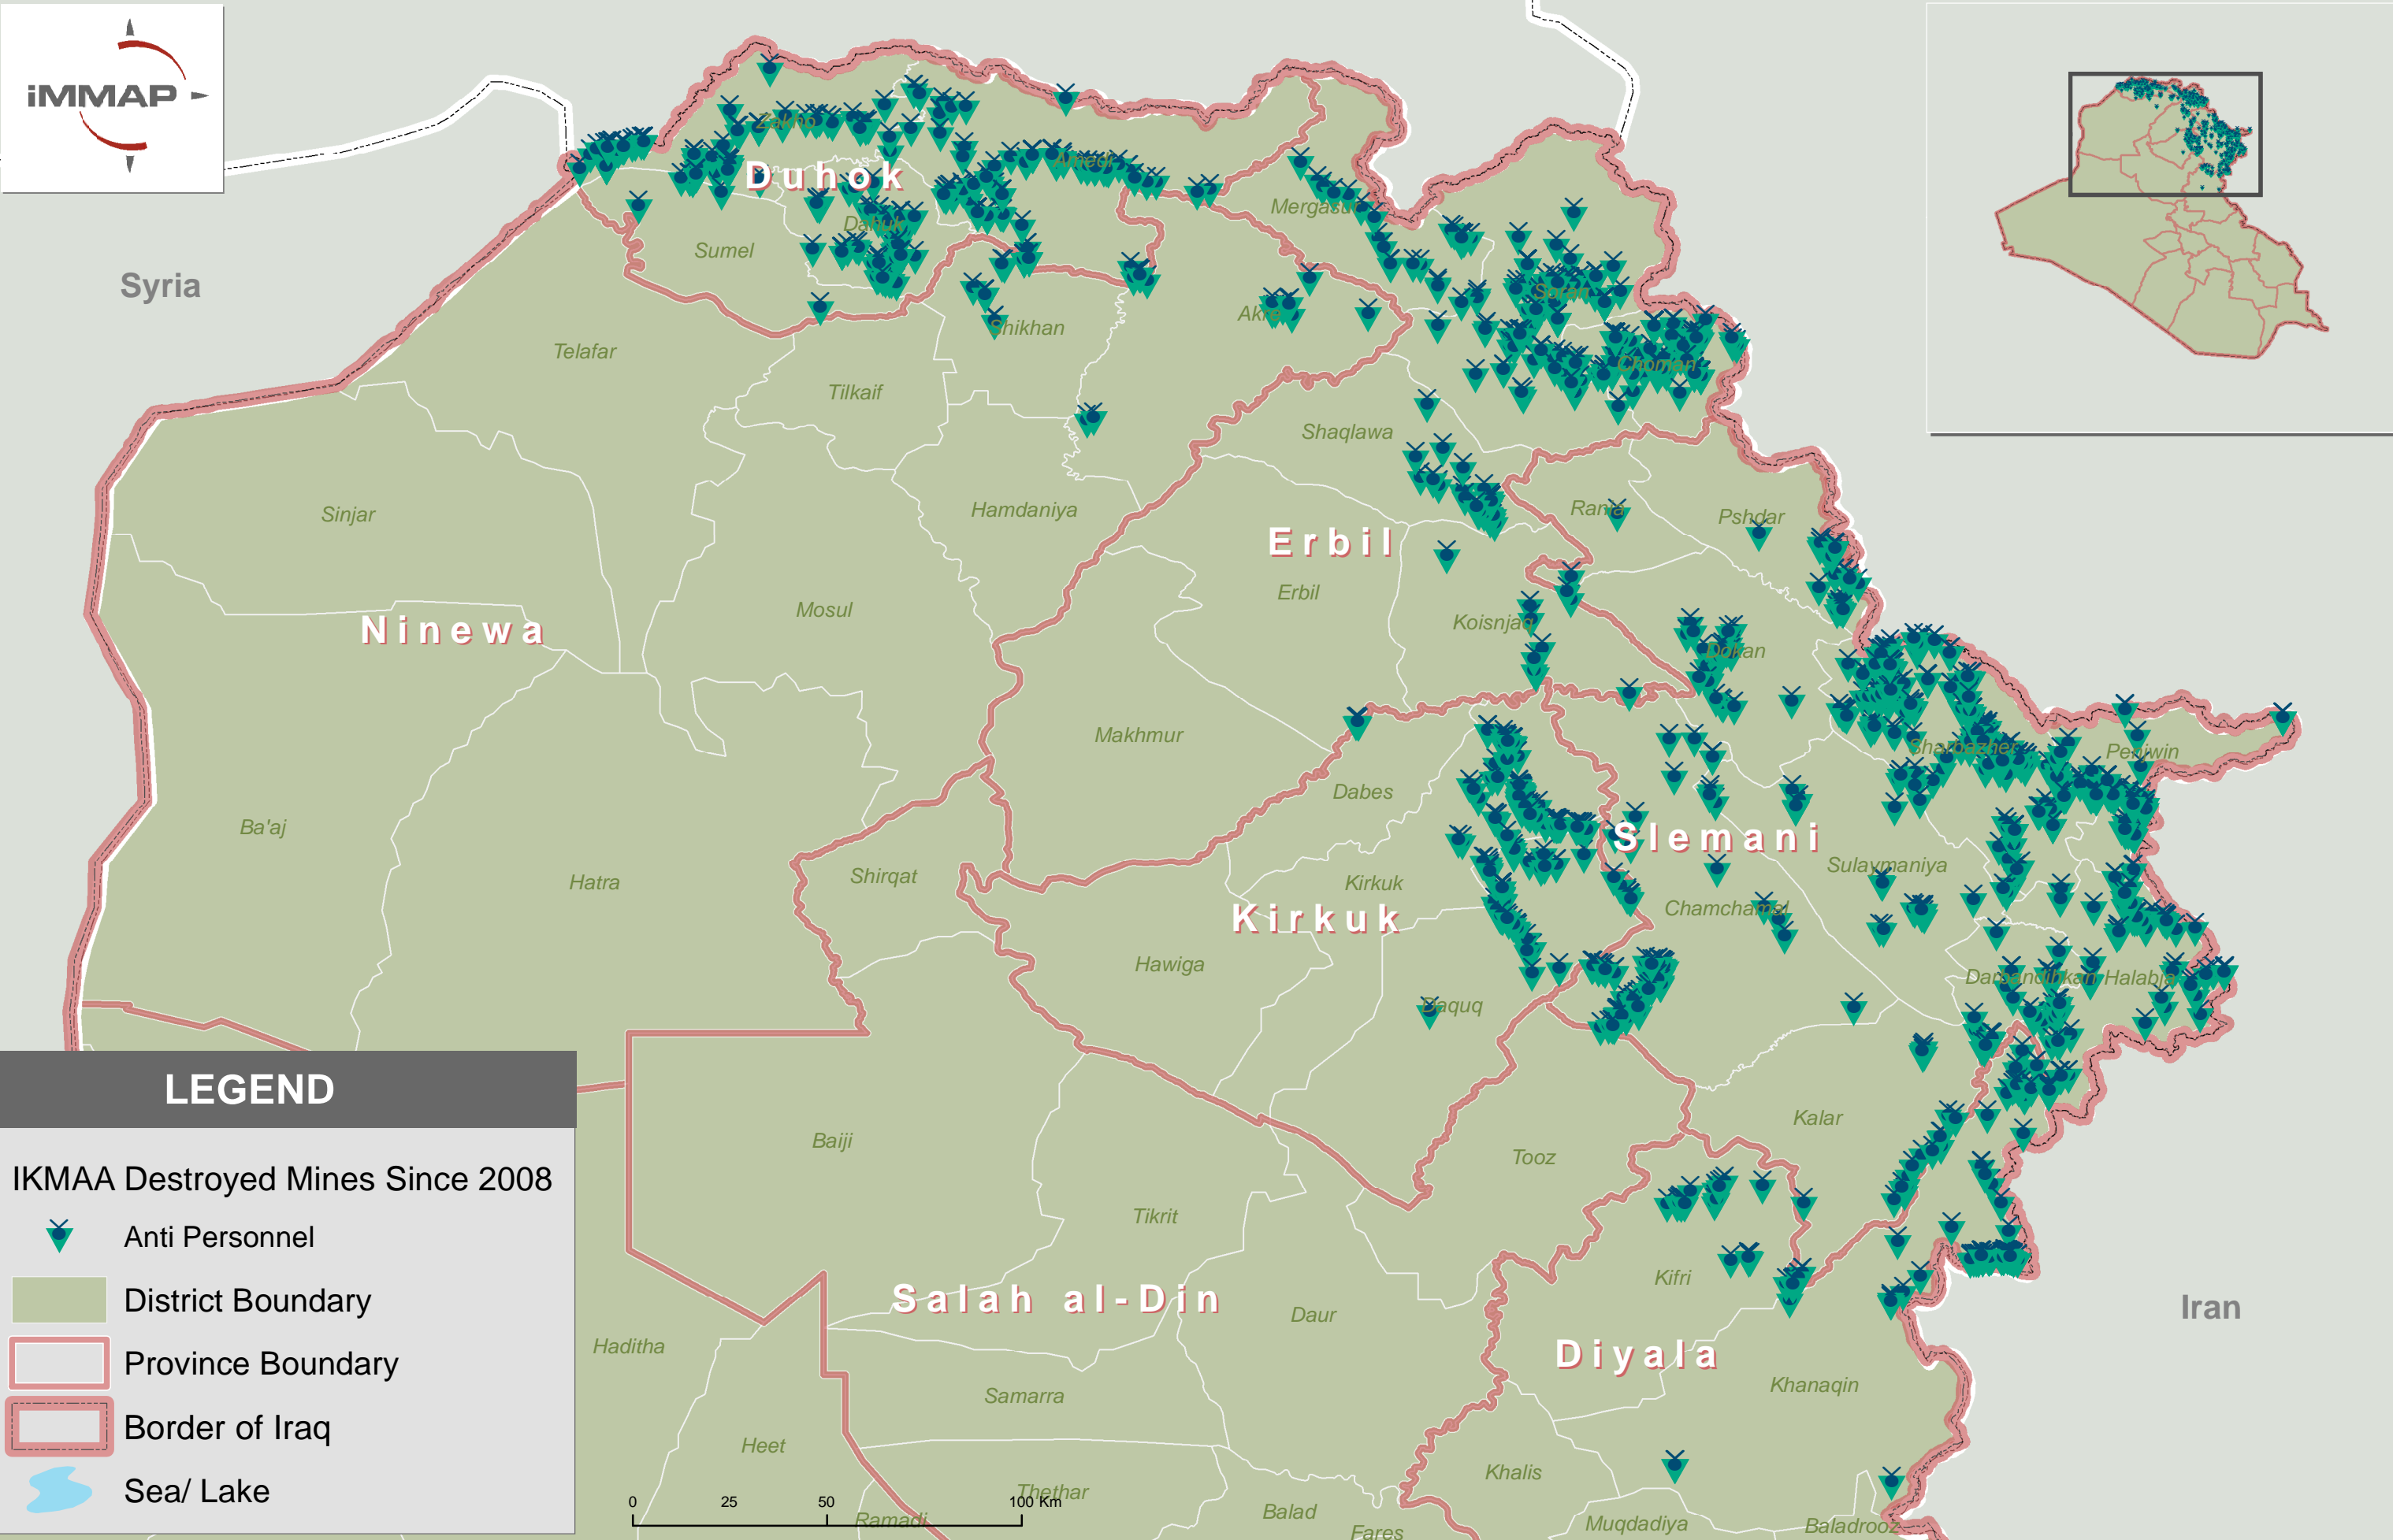 iMMAP
Zakho
Duhok
Amedi
Mergasur
Dahuk
Sumel
Syria
Soran
Akre
Shikhan
Telafar
Choman
Tilkaif
Shaqlawa
Sinjar
Hamdaniya
Rania
Pshdar
Erbil
Erbil
Mosul
Koisnjaq
Ninewa
Dokan
Makhmur
Sharbazher
Penjwin
Dabes
Ba'aj
Slemani
Sulaymaniya
Hatra
Shirqat
Kirkuk
Chamchamal
Kirkuk
Hawiga
Darbandihkan
Halabja
Daquq
LEGEND
IKMAA Destroyed Mines Since 2008
Anti Personnel
District Boundary
Province Boundary
Border of Iraq
Sea/ Lake
Kalar
Baiji
Tooz
Tikrit
Kifri
Salah al-Din
Iran
Daur
Haditha
Diyala
Khanaqin
Samarra
Heet
Khalis
Thethar
0 25 50 100 Km
Balad
Ramadi
Muqdadiya
Baladrooz
Fares